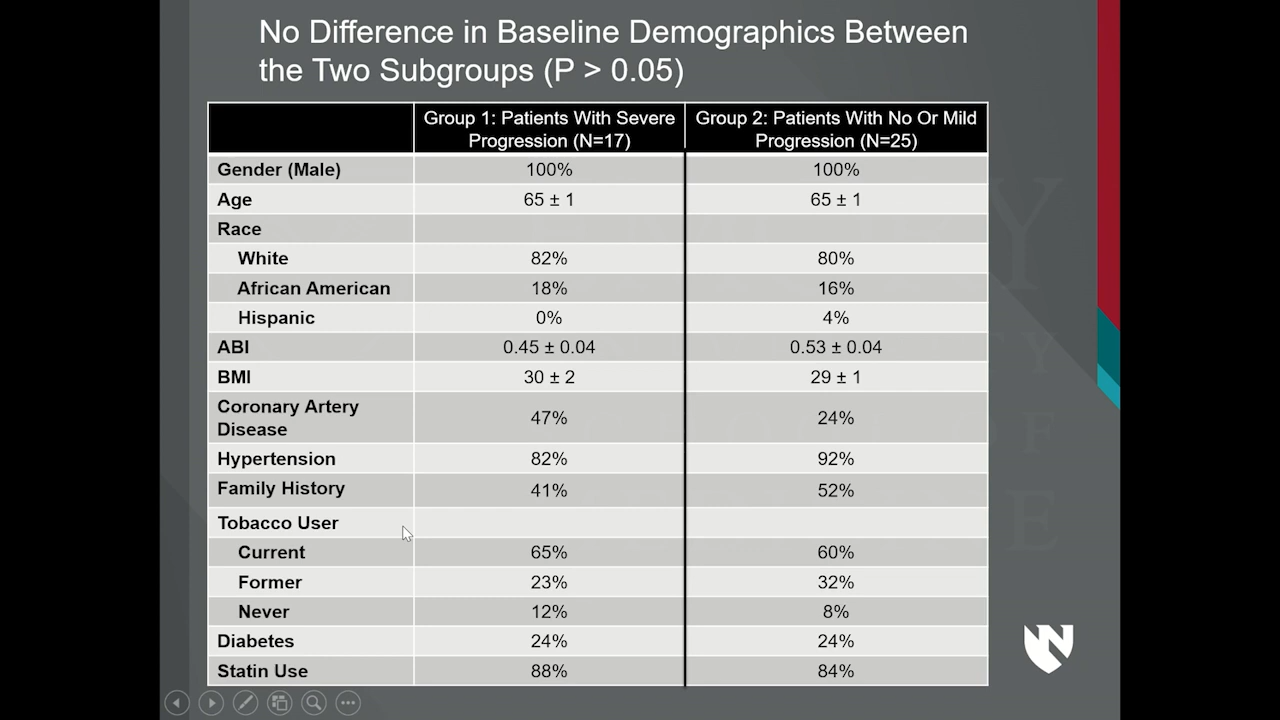 No Difference in Baseline Demographics Between
the Two Subgroups (P > 0.05)
Group 1: Patients With Severe
Progression (N=17)
Group 2: Patients With No Or Mild
Progression (N=25)
Gender (Male) 100% 100%
Age 65 ± 1 65 ± 1
Race
White 82% 80%
African American 18% 16%
Hispanic 0% 4%
ABI 0.45 ± 0.04 0.53 ± 0.04
BMI 30 ± 2 29 ± 1
Coronary Artery
Disease 47% 24%
Hypertension 82% 92%
Family History 41% 52%
Tobacco User
Current 65% 60%
Former 23% 32%
Never 12% 8%
Diabetes 24% 24%
Statin Use 88% 84%